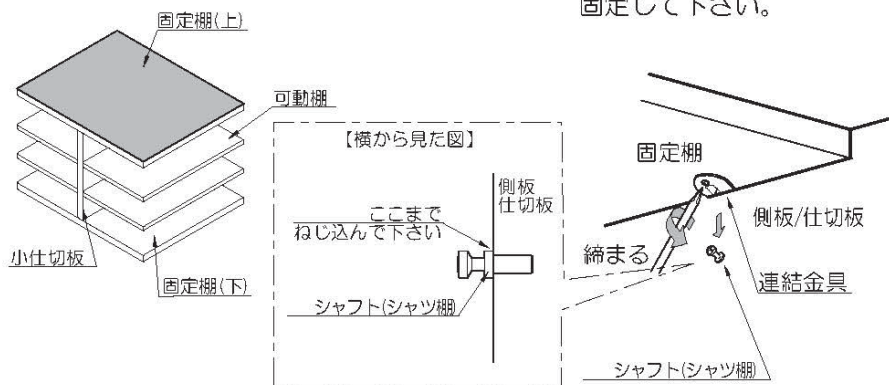 固定して下さい。
固定棚(上)
可動棚
小仕切板
固定棚(下)
【横から見た図】
側板
仕切板
ここまで
ねじ込んで下さい
シャフト(シャツ棚)
固定棚
側板/仕切板
締まる
連結金具
シャフト(シャツ棚)